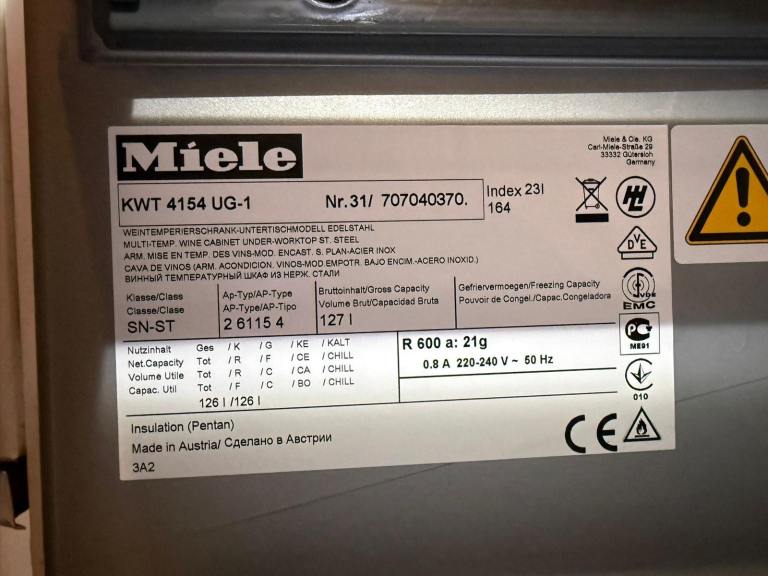 Miele
Miele & Cie. KG
Carl-Miele-Straße 29
33332 Gütersloh
Germany
KWT 4154 UG-1 Nr.31/ 707040370.
Index 23I
164
WEINTEMPERIERSCHRANK-UNTERTISCHMODELL EDELSTAHL
MULTI-TEMP. WINE CABINET UNDER-WORKTOP ST. STEEL
ARM. MISE EN TEMP. DES VINS-MOD. ENCAST. S. PLAN-ACIER INOX
CAVA DE VINOS (ARM. ACONDICION. VINOS-MOD.EMPOTR. BAJO ENCIM.-ACERO INOXID.)
ВИННЫЙ ТЕМПЕРАТУРНЫЙ ШКАФ ИЗ НЕРЖ. СТАЛИ
Klasse/Class
Classe/Clase
SN-ST
Ap-Typ/AP-Type
AP-Type/AP-Tipo
2 6115 4
Bruttoinhalt/Gross Capacity
Volume Brut/Capacidad Bruta
127 l
Gefriervermoegen/Freezing Capacity
Pouvoir de Congel./Capac.Congeladora
Nutzinhalt Ges / K / G / KE / KALT
Net.Capacity Tot / R / F / CE / CHILL
Volume Utile Tot / R / C / CA / CHILL
Capac. Util Tot / F / C / BO / CHILL
126 l /126 l
R 600 a: 21g
0.8 A 220-240 V ~ 50 Hz
Insulation (Pentan)
Made in Austria/ Сделано в Австрии
3A2
DVE
VDE
EMC
PC
ME91
010
CE